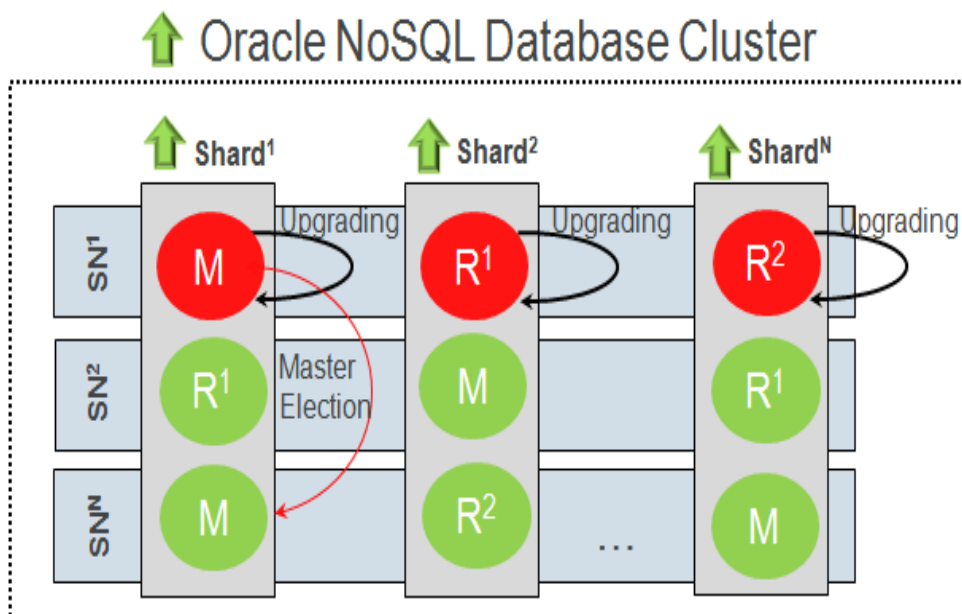 Oracle NoSQL Database Cluster
Shard¹ Shard² Shardᴺ
Upgrading Upgrading Upgrading
SN¹ M R¹ R²
SN² R¹ Master Election M R¹
SNᴺ M R² ... M